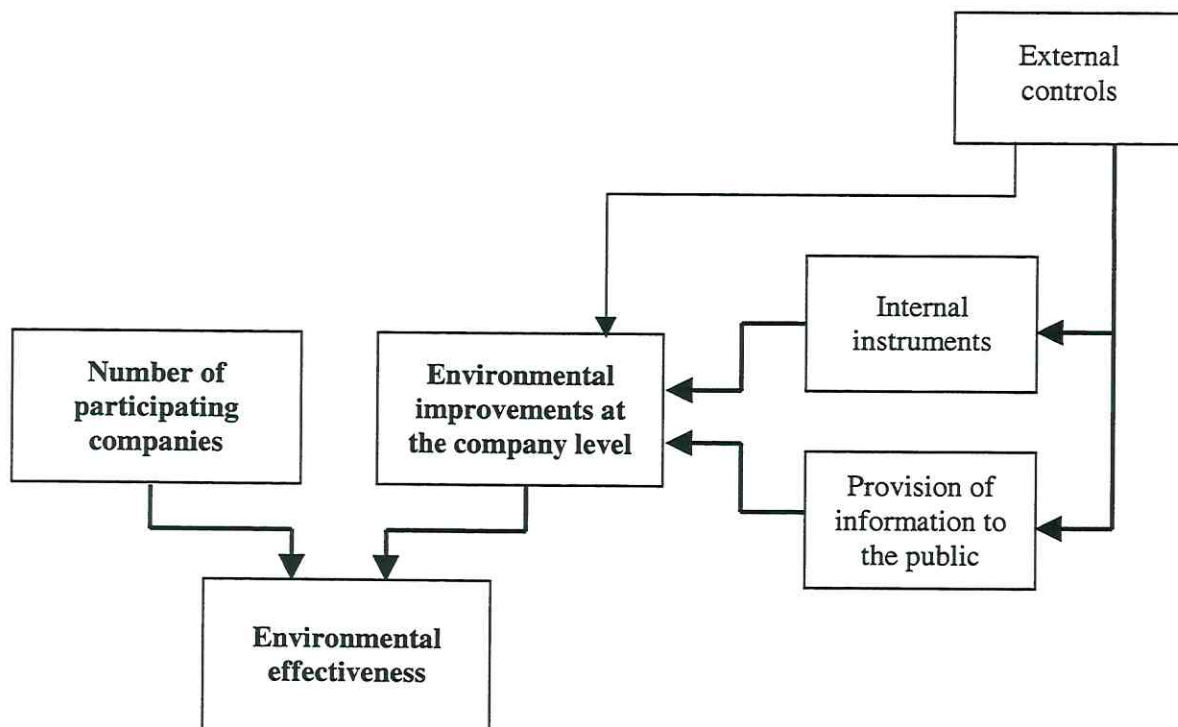 External
controls
Internal
instruments
Number of
participating
companies
Environmental
improvements at
the company level
Provision of
information to
the public
Environmental
effectiveness